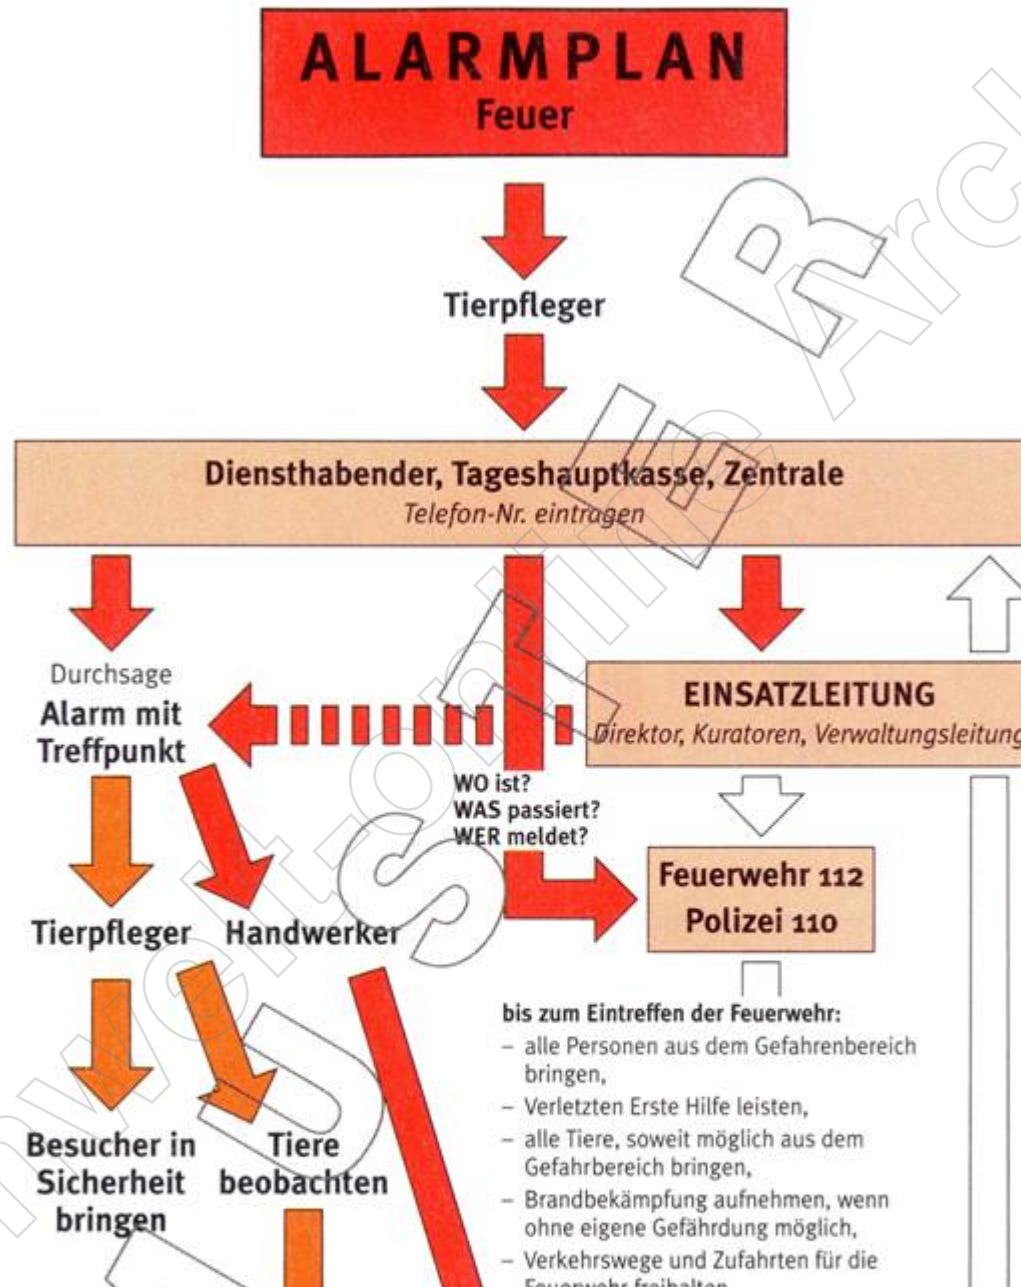 ALARMPLAN
Feuer
Tierpfleger
Diensthabender, Tageshauptkasse, Zentrale
Telefon-Nr. eintragen
Durchsage
Alarm mit
Treffpunkt
EINSATZLEITUNG
Direktor, Kuratoren, Verwaltungsleitung
WO ist?
WAS passiert?
WER meldet?
Feuerwehr 112
Polizei 110
Tierpfleger
Handwerker
Besucher in
Sicherheit
bringen
Tiere
beobachten
bis zum Eintreffen der Feuerwehr:
– alle Personen aus dem Gefahrenbereich
bringen,
– Verletzten Erste Hilfe leisten,
– alle Tiere, soweit möglich aus dem
Gefahrbereich bringen,
– Brandbekämpfung aufnehmen, wenn
ohne eigene Gefährdung möglich,
– Verkehrswege und Zufahrten für die
Feuerwehr freihalten
MUSTER